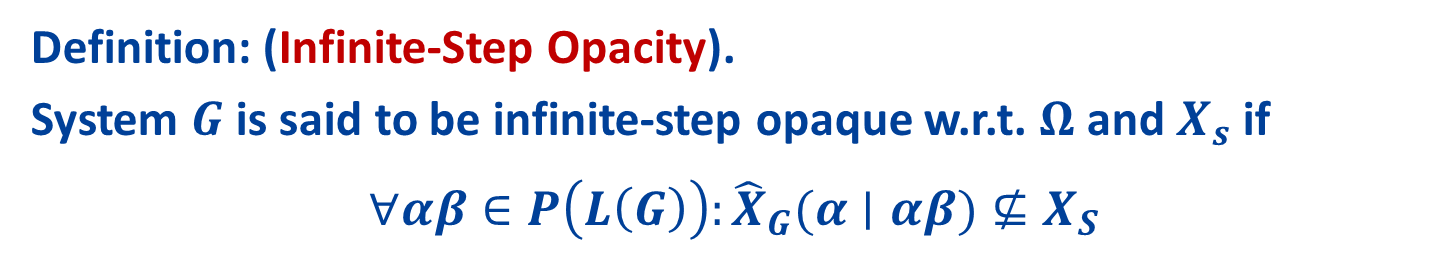 Definition: (Infinite-Step Opacity).
System G is said to be infinite-step opaque w.r.t. Ω and X_s if
∀αβ ∈ P(L(G)): X̂_G(α | αβ) ⊈ X_S